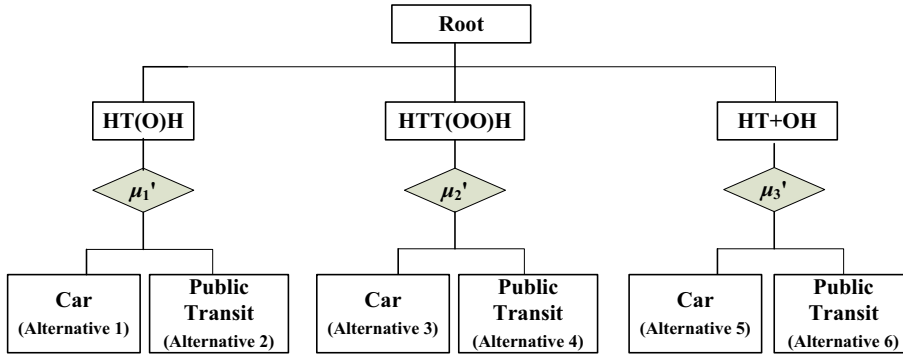 Root
HT(O)H
HTT(OO)H
HT+OH
μ₁'
μ₂'
μ₃'
Car
(Alternative 1)
Public
Transit
(Alternative 2)
Car
(Alternative 3)
Public
Transit
(Alternative 4)
Car
(Alternative 5)
Public
Transit
(Alternative 6)